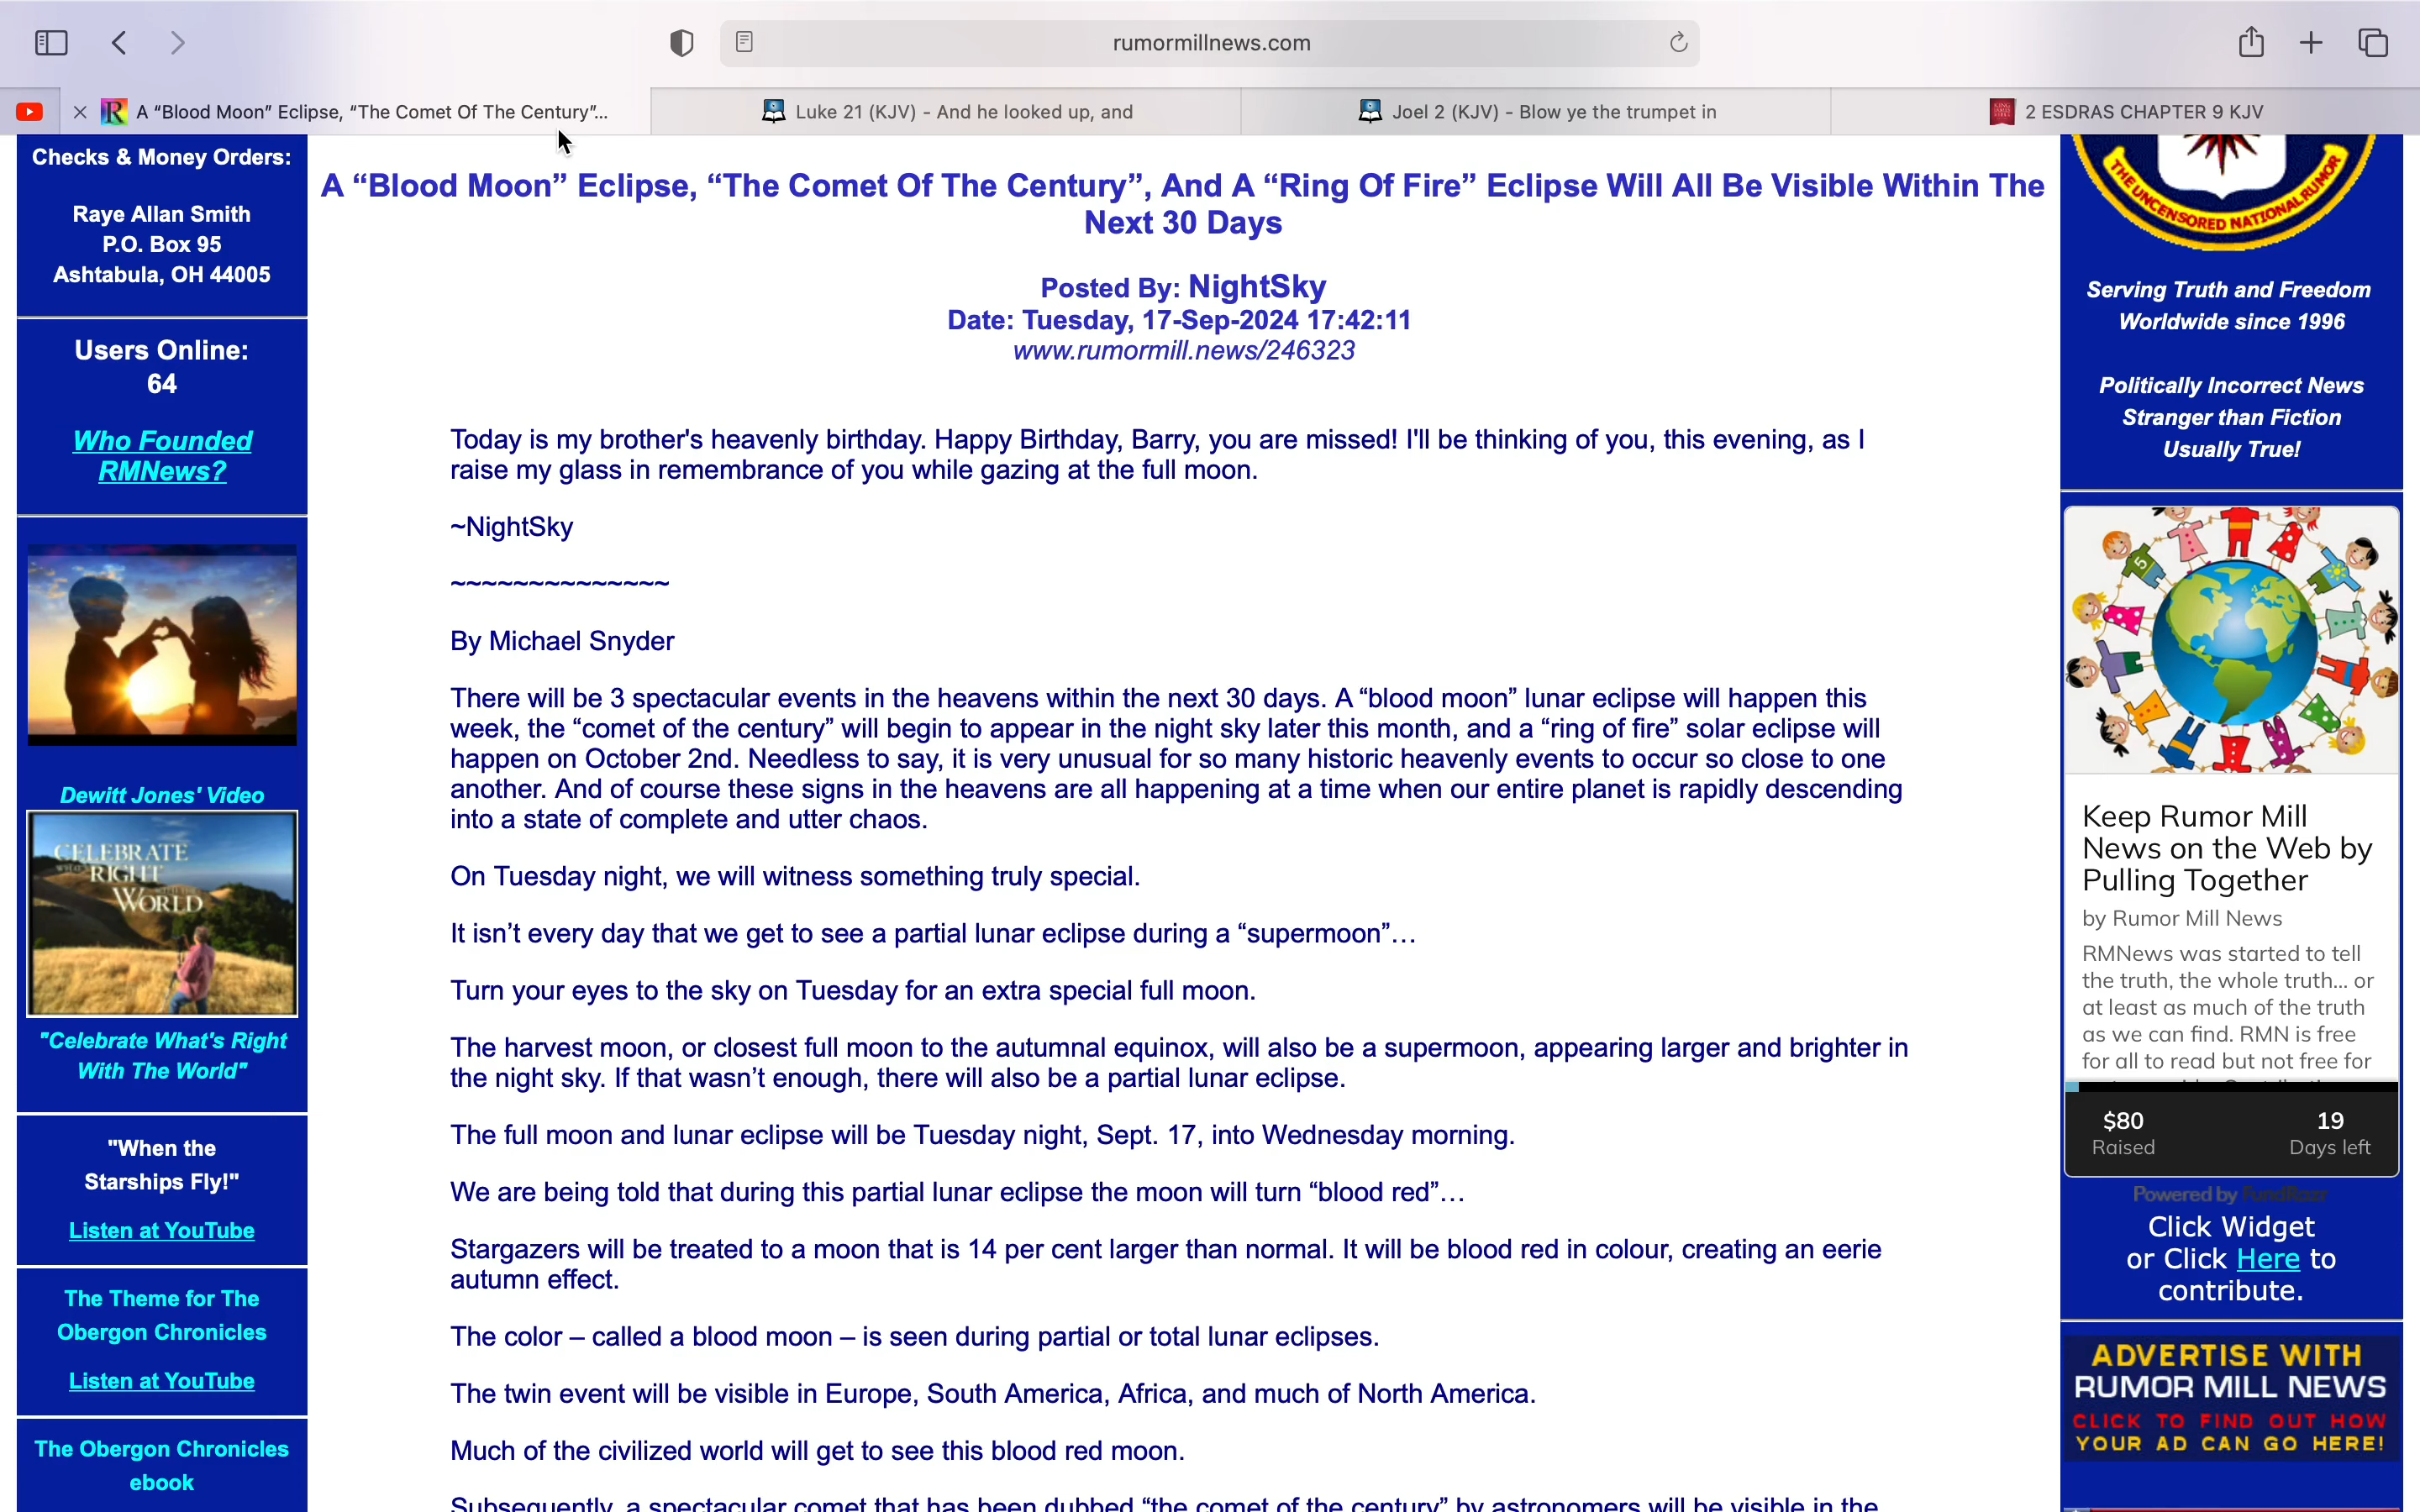 rumormillnews.com
A “Blood Moon” Eclipse, “The Comet Of The Century”...
Luke 21 (KJV) - And he looked up, and
Joel 2 (KJV) - Blow ye the trumpet in
2 ESDRAS CHAPTER 9 KJV
Checks & Money Orders:
Raye Allan Smith
P.O. Box 95
Ashtabula, OH 44005
Users Online:
64
Who Founded
RMNews?
Dewitt Jones' Video
CELEBRATE
WHAT'S
RIGHT
WITH THE
WORLD
"Celebrate What's Right
With The World"
"When the
Starships Fly!"
Listen at YouTube
The Theme for The
Obergon Chronicles
Listen at YouTube
The Obergon Chronicles
ebook
A “Blood Moon” Eclipse, “The Comet Of The Century”, And A “Ring Of Fire” Eclipse Will All Be Visible Within The
Next 30 Days
Posted By: NightSky
Date: Tuesday, 17-Sep-2024 17:42:11
www.rumormill.news/246323
Today is my brother's heavenly birthday. Happy Birthday, Barry, you are missed! I'll be thinking of you, this evening, as I
raise my glass in remembrance of you while gazing at the full moon.
~NightSky
~~~~~~~~~~~~~~
By Michael Snyder
There will be 3 spectacular events in the heavens within the next 30 days. A “blood moon” lunar eclipse will happen this
week, the “comet of the century” will begin to appear in the night sky later this month, and a “ring of fire” solar eclipse will
happen on October 2nd. Needless to say, it is very unusual for so many historic heavenly events to occur so close to one
another. And of course these signs in the heavens are all happening at a time when our entire planet is rapidly descending
into a state of complete and utter chaos.
On Tuesday night, we will witness something truly special.
It isn’t every day that we get to see a partial lunar eclipse during a “supermoon”…
Turn your eyes to the sky on Tuesday for an extra special full moon.
The harvest moon, or closest full moon to the autumnal equinox, will also be a supermoon, appearing larger and brighter in
the night sky. If that wasn’t enough, there will also be a partial lunar eclipse.
The full moon and lunar eclipse will be Tuesday night, Sept. 17, into Wednesday morning.
We are being told that during this partial lunar eclipse the moon will turn “blood red”…
Stargazers will be treated to a moon that is 14 per cent larger than normal. It will be blood red in colour, creating an eerie
autumn effect.
The color – called a blood moon – is seen during partial or total lunar eclipses.
The twin event will be visible in Europe, South America, Africa, and much of North America.
Much of the civilized world will get to see this blood red moon.
Subsequently, a spectacular comet that has been dubbed “the comet of the century” by astronomers will be visible in the
THE UNCENSORED NATIONAL RUMOR
Serving Truth and Freedom
Worldwide since 1996
Politically Incorrect News
Stranger than Fiction
Usually True!
5
Keep Rumor Mill
News on the Web by
Pulling Together
by Rumor Mill News
RMNews was started to tell
the truth, the whole truth... or
at least as much of the truth
as we can find. RMN is free
for all to read but not free for
$80
Raised
19
Days left
Powered by FundRazr
Click Widget
or Click Here to
contribute.
ADVERTISE WITH
RUMOR MILL NEWS
CLICK TO FIND OUT HOW
YOUR AD CAN GO HERE!